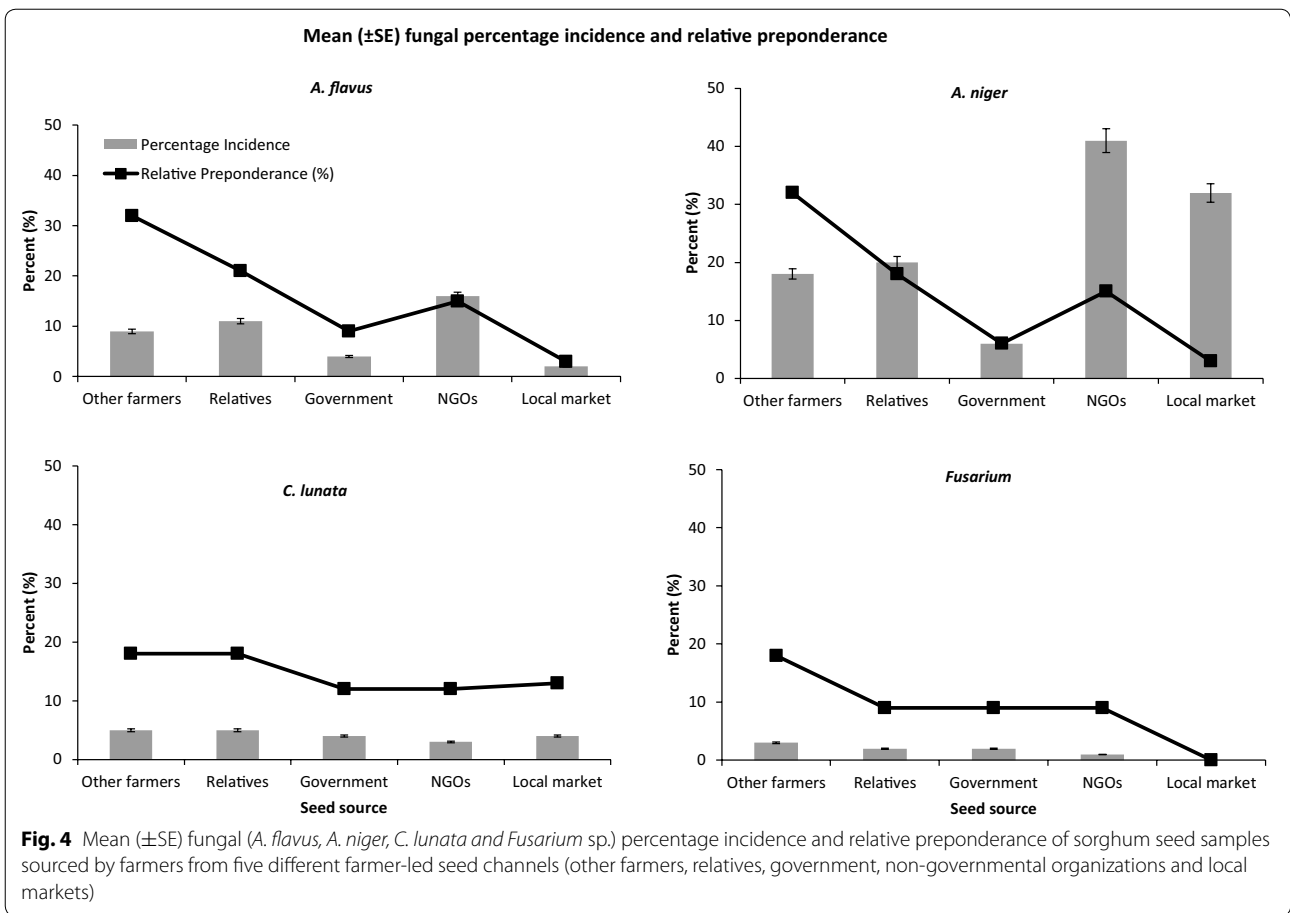 Mean (±SE) fungal percentage incidence and relative preponderance
A. flavus
50
40
30
20
10
0
Percent (%)
Percentage Incidence
Relative Preponderance (%)
Other farmers
Relatives
Government
NGOs
Local market
A. niger
50
40
30
20
10
0
Percent (%)
Other farmers
Relatives
Government
NGOs
Local market
C. lunata
50
40
30
20
10
0
Percent (%)
Other farmers
Relatives
Government
NGOs
Local market
Seed source
Fusarium
50
40
30
20
10
0
Percent (%)
Other farmers
Relatives
Government
NGOs
Local market
Seed source
Fig. 4 Mean (±SE) fungal (A. flavus, A. niger, C. lunata and Fusarium sp.) percentage incidence and relative preponderance of sorghum seed samples
sourced by farmers from five different farmer-led seed channels (other farmers, relatives, government, non-governmental organizations and local
markets)